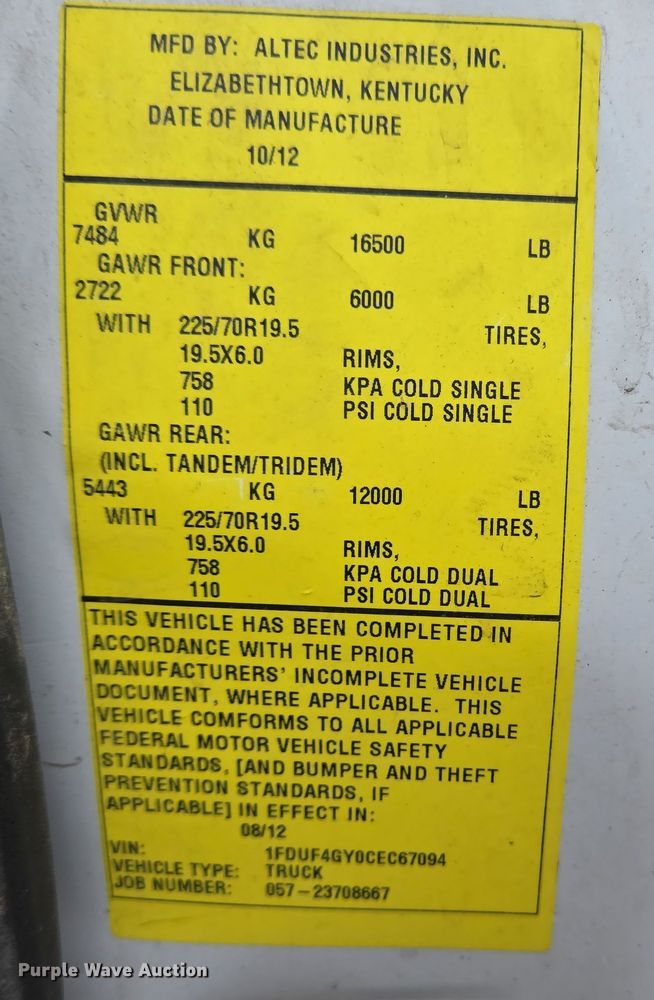 MFD BY: ALTEC INDUSTRIES, INC.
ELIZABETHTOWN, KENTUCKY
DATE OF MANUFACTURE
10/12
GVWR
7484 KG 16500 LB
GAWR FRONT:
2722 KG 6000 LB
WITH 225/70R19.5 TIRES,
19.5X6.0 RIMS,
758 KPA COLD SINGLE
110 PSI COLD SINGLE
GAWR REAR:
(INCL. TANDEM/TRIDEM)
5443 KG 12000 LB
WITH 225/70R19.5 TIRES,
19.5X6.0 RIMS,
758 KPA COLD DUAL
110 PSI COLD DUAL
THIS VEHICLE HAS BEEN COMPLETED IN
ACCORDANCE WITH THE PRIOR
MANUFACTURERS' INCOMPLETE VEHICLE
DOCUMENT, WHERE APPLICABLE. THIS
VEHICLE COMFORMS TO ALL APPLICABLE
FEDERAL MOTOR VEHICLE SAFETY
STANDARDS, [AND BUMPER AND THEFT
PREVENTION STANDARDS, IF
APPLICABLE] IN EFFECT IN:
08/12
VIN: 1FDUF4GY0CEC67094
VEHICLE TYPE: TRUCK
JOB NUMBER: 057-23708667
Purple Wave Auction